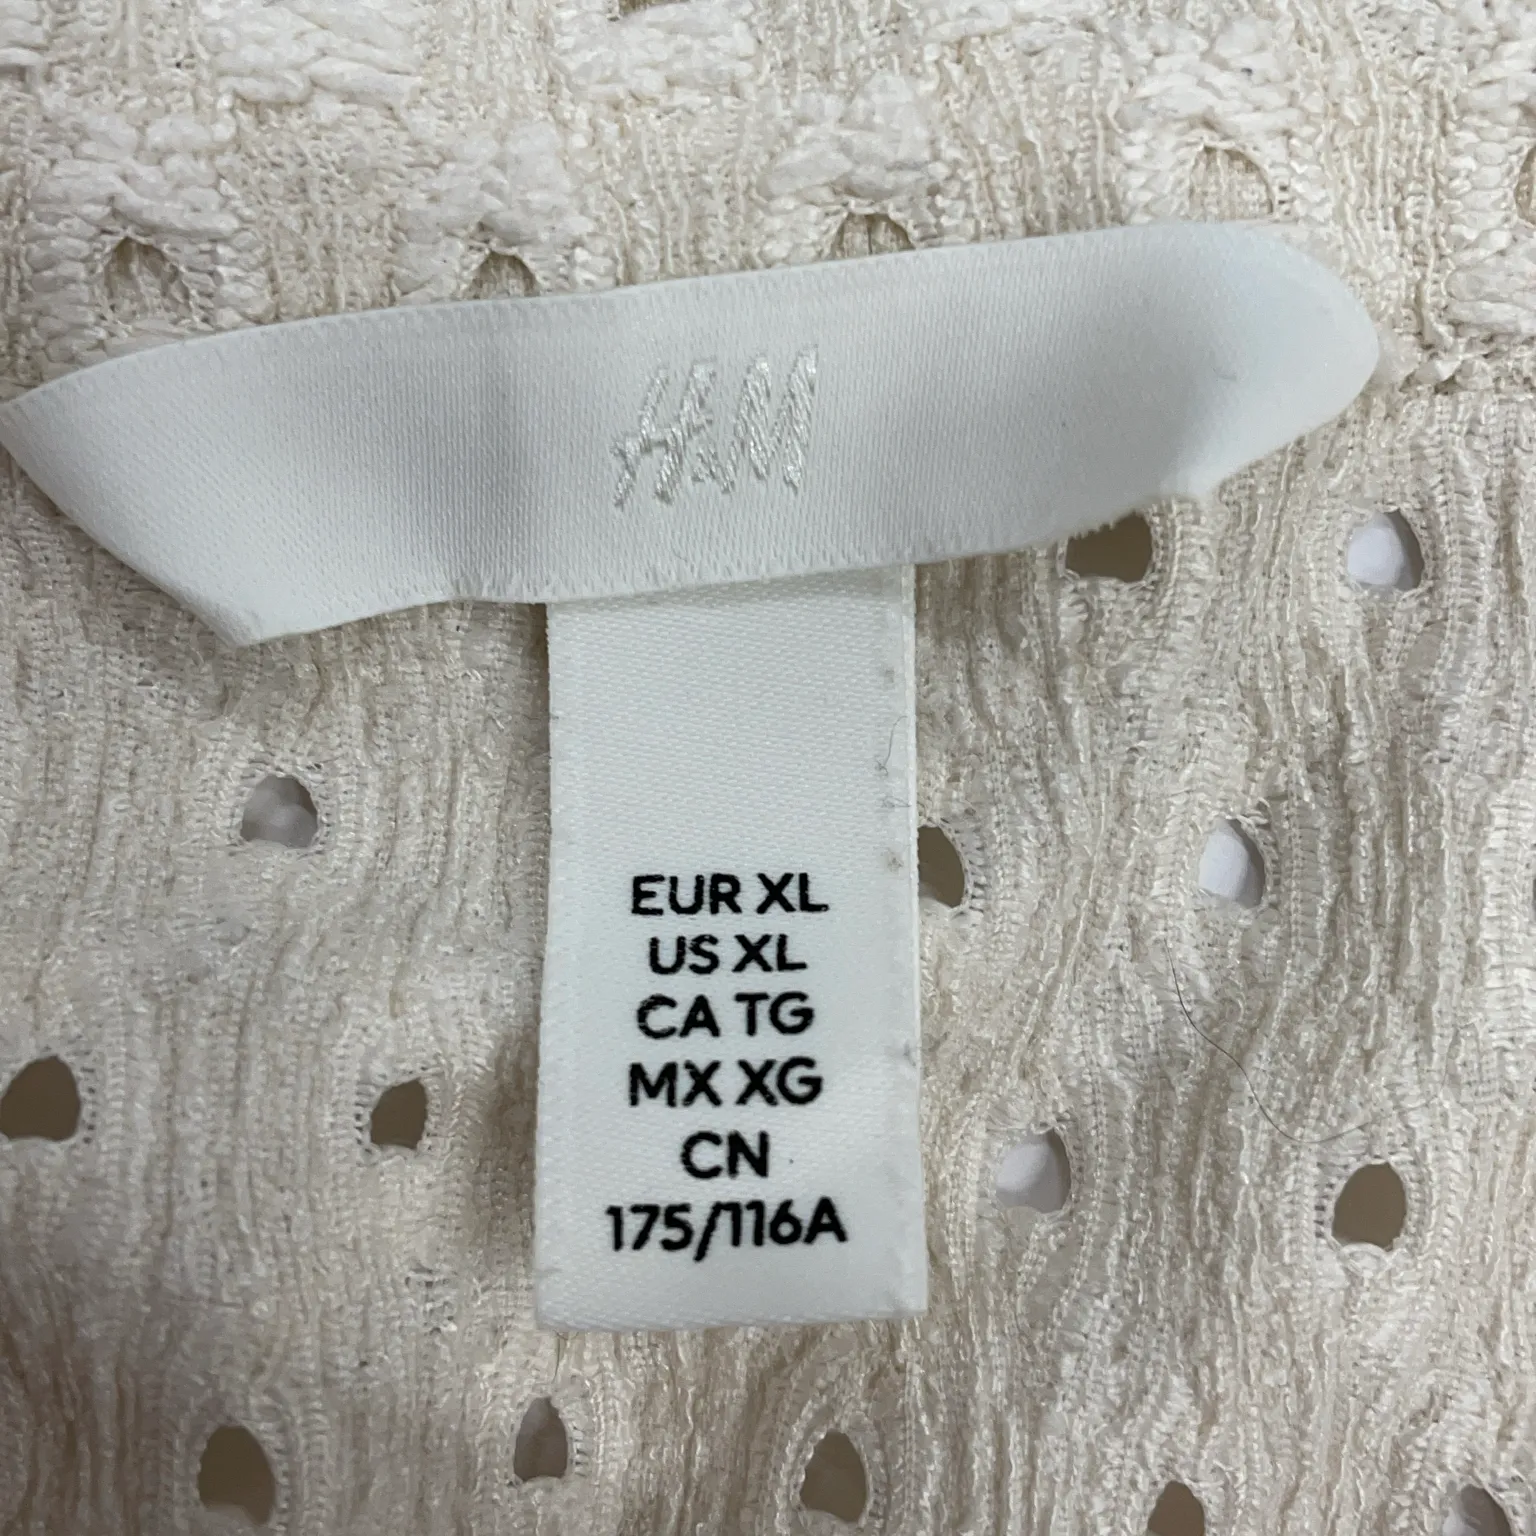 H&M
EUR XL
US XL
CA TG
MX XG
CN
175/116A